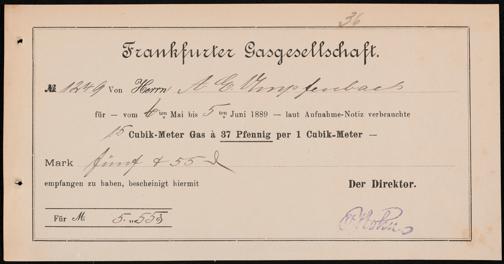 36
Frankfurter Gasgesellschaft.
№ 1249 von Herrn A C
für — vom 6ten Mai bis 5ten Juni 1889 — laut Aufnahme-Notiz verbrauchte
15 Cubik-Meter Gas à 37 Pfennig per 1 Cubik-Meter —
Mark fünf & 55 ₰
empfangen zu haben, bescheinigt hiermit
Der Direktor.
Für M. 5.„55₰